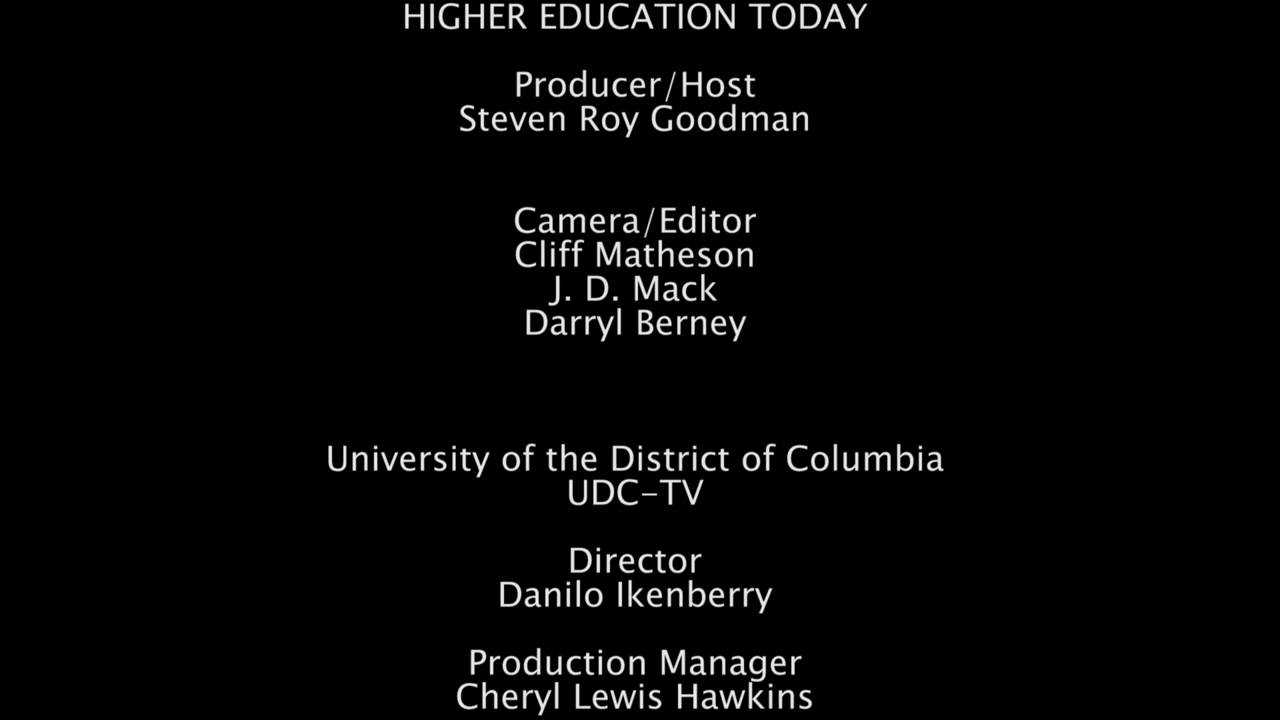 HIGHER EDUCATION TODAY
Producer/Host
Steven Roy Goodman
Camera/Editor
Cliff Matheson
J. D. Mack
Darryl Berney
University of the District of Columbia
UDC-TV
Director
Danilo Ikenberry
Production Manager
Cheryl Lewis Hawkins